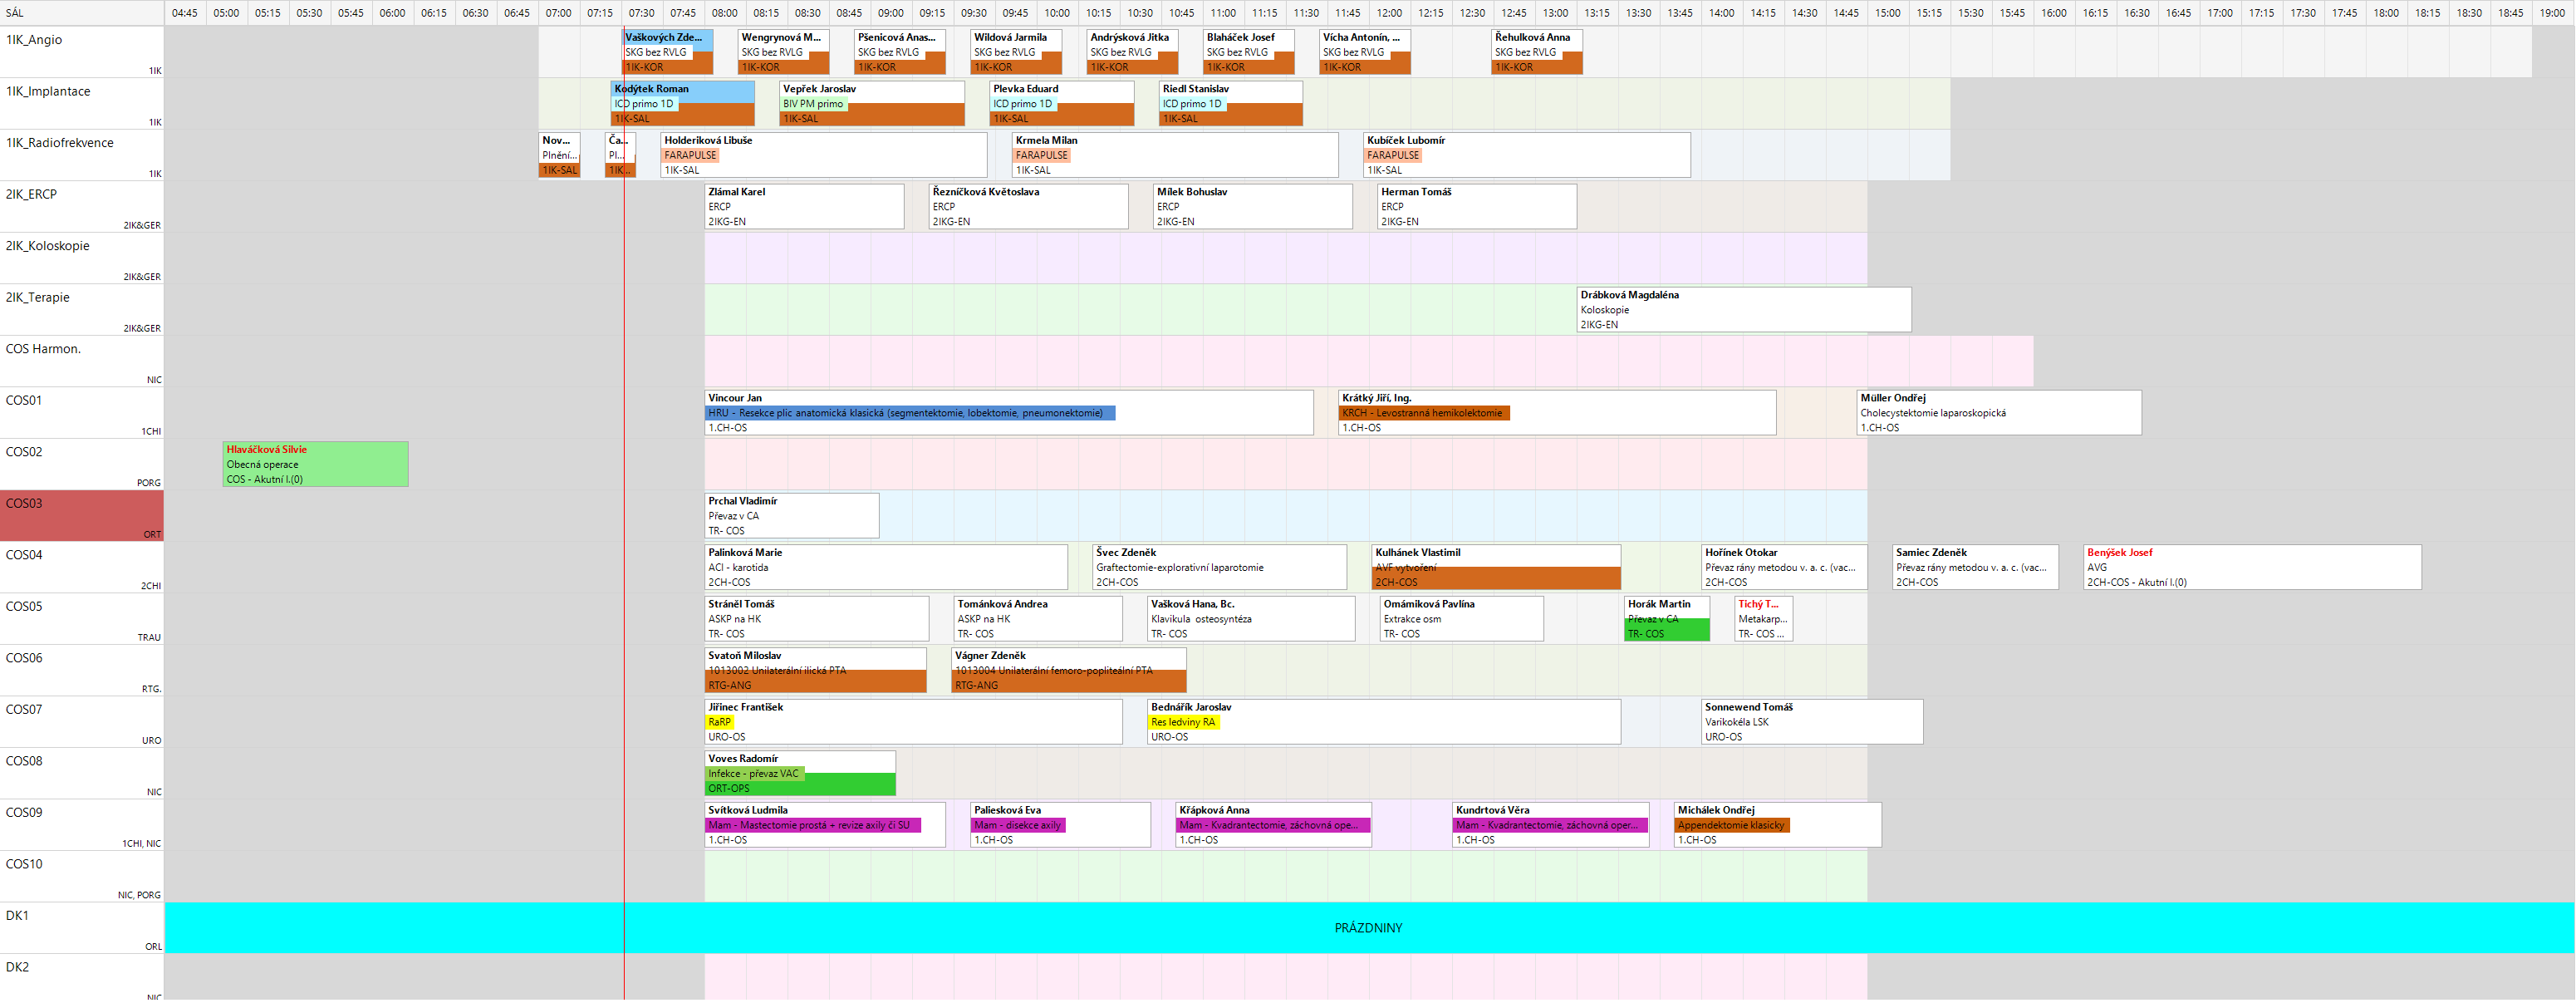 SÁL 04:45 05:00 05:15 05:30 05:45 06:00 06:15 06:30 06:45 07:00 07:15 07:30 07:45 08:00 08:15 08:30 08:45 09:00 09:15 09:30 09:45 10:00 10:15 10:30 10:45 11:00 11:15 11:30 11:45 12:00 12:15 12:30 12:45 13:00 13:15 13:30 13:45 14:00 14:15 14:30 14:45 15:00 15:15 15:30 15:45 16:00 16:15 16:30 16:45 17:00 17:15 17:30 17:45 18:00 18:15 18:30 18:45 19:00
1IK_Angio Vaškových Zde... Wengrynová M... Pšenicová Anas... Wildová Jarmila Andrýsková Jitka Blaháček Josef Vícha Antonín, ... Řehulková Anna
SKG bez RVLG SKG bez RVLG SKG bez RVLG SKG bez RVLG SKG bez RVLG SKG bez RVLG SKG bez RVLG SKG bez RVLG
1IK 1IK-KOR 1IK-KOR 1IK-KOR 1IK-KOR 1IK-KOR 1IK-KOR 1IK-KOR 1IK-KOR
1IK_Implantace Kodýtek Roman Vepřek Jaroslav Plevka Eduard Riedl Stanislav
ICD primo 1D BIV PM primo ICD primo 1D ICD primo 1D
1IK 1IK-SAL 1IK-SAL 1IK-SAL 1IK-SAL
1IK_Radiofrekvence Nov... Ča... Holderiková Libuše Krmela Milan Kubíček Lubomír
Plnění... Pl... FARAPULSE FARAPULSE FARAPULSE
1IK 1IK-SAL 1IK... 1IK-SAL 1IK-SAL 1IK-SAL
2IK_ERCP Zlámal Karel Řezníčková Květoslava Mílek Bohuslav Herman Tomáš
ERCP ERCP ERCP ERCP
2IK&GER 2IKG-EN 2IKG-EN 2IKG-EN 2IKG-EN
2IK_Koloskopie
2IK&GER
2IK_Terapie Drábková Magdaléna
Koloskopie
2IK&GER 2IKG-EN
COS Harmon.
NIC
COS01 Vincour Jan Krátký Jiří, Ing. Müller Ondřej
HRU - Resekce plic anatomická klasická (segmentektomie, lobektomie, pneumonektomie) KRCH - Levostranná hemikolektomie Cholecystektomie laparoskopická
1CHI 1.CH-OS 1.CH-OS 1.CH-OS
COS02 Hlaváčková Silvie
Obecná operace
PORG COS - Akutní I.(0)
COS03 Prchal Vladimír
Převaz v CA
ORT TR- COS
COS04 Palinková Marie Švec Zdeněk Kulhánek Vlastimil Hořínek Otokar Samiec Zdeněk Benýšek Josef
ACI - karotida Graftectomie-explorativní laparotomie AVF vytvoření Převaz rány metodou v. a. c. (vac... Převaz rány metodou v. a. c. (vac... AVG
2CHI 2CH-COS 2CH-COS 2CH-COS 2CH-COS 2CH-COS 2CH-COS - Akutní I.(0)
COS05 Stráněl Tomáš Tománková Andrea Vašková Hana, Bc. Omámiková Pavlína Horák Martin Tichý T...
ASKP na HK ASKP na HK Klavikula osteosyntéza Extrakce osm Převaz v CA Metakarp...
TRAU TR- COS TR- COS TR- COS TR- COS TR- COS TR- COS ...
COS06 Svatoň Miloslav Vágner Zdeněk
1013002 Unilaterální ilická PTA 1013004 Unilaterální femoro-popliteální PTA
RTG. RTG-ANG RTG-ANG
COS07 Jiřinec František Bednářík Jaroslav Sonnewend Tomáš
RaRP Res ledviny RA Varikokéla LSK
URO URO-OS URO-OS URO-OS
COS08 Voves Radomír
Infekce - převaz VAC
NIC ORT-OPS
COS09 Svítková Ludmila Paliesková Eva Křápková Anna Kundrtová Věra Michálek Ondřej
Mam - Mastectomie prostá + revize axily či SU Mam - disekce axily Mam - Kvadrantectomie, záchovná ope... Mam - Kvadrantectomie, záchovná oper... Appendektomie klasicky
1CHI, NIC 1.CH-OS 1.CH-OS 1.CH-OS 1.CH-OS 1.CH-OS
COS10
NIC, PORG
DK1 PRÁZDNINY
ORL
DK2
NIC